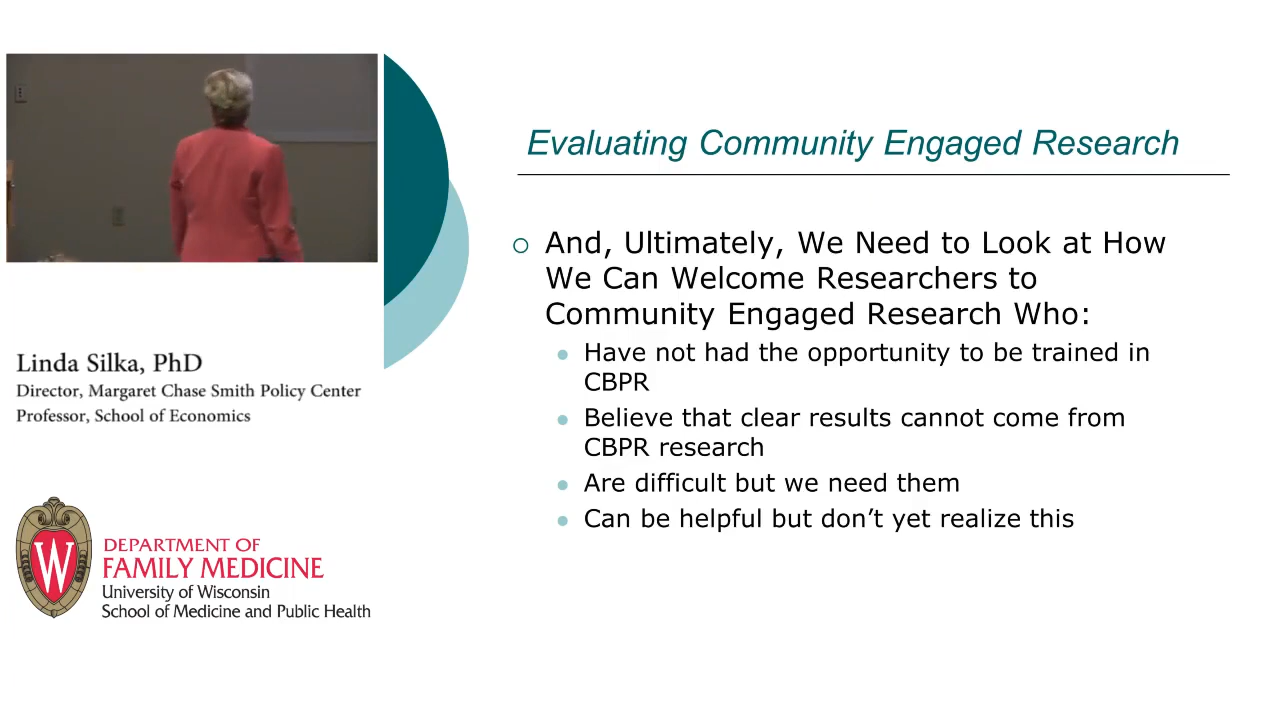 Evaluating Community Engaged Research
And, Ultimately, We Need to Look at How
We Can Welcome Researchers to
Community Engaged Research Who:
Have not had the opportunity to be trained in
CBPR
Believe that clear results cannot come from
CBPR research
Are difficult but we need them
Can be helpful but don’t yet realize this
Linda Silka, PhD
Director, Margaret Chase Smith Policy Center
Professor, School of Economics
W
DEPARTMENT OF
FAMILY MEDICINE
University of Wisconsin
School of Medicine and Public Health